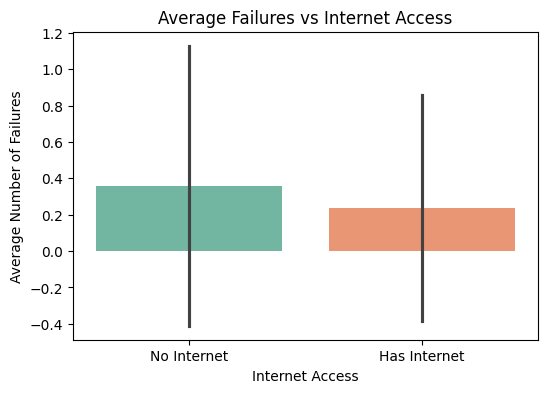 Average Failures vs Internet Access
Average Number of Failures
1.2
1.0
0.8
0.6
0.4
0.2
0.0
−0.2
−0.4
No Internet
Has Internet
Internet Access